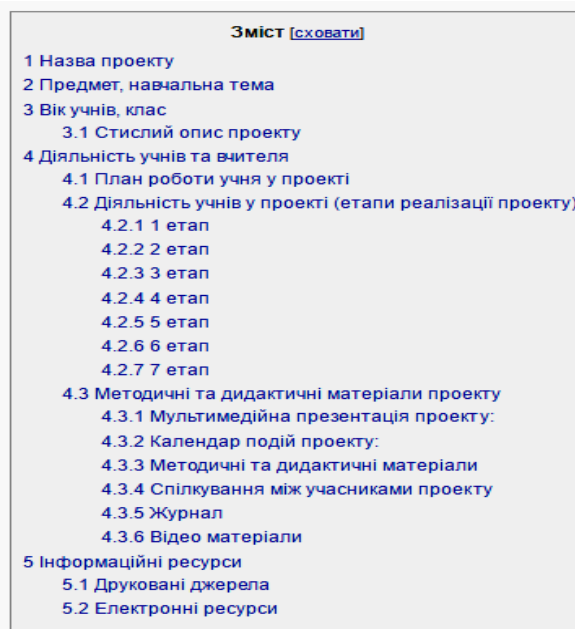 Зміст [сховати]
1 Назва проекту
2 Предмет, навчальна тема
3 Вік учнів, клас
3.1 Стислий опис проекту
4 Діяльність учнів та вчителя
4.1 План роботи учня у проекті
4.2 Діяльність учнів у проекті (етапи реалізації проекту)
4.2.1 1 етап
4.2.2 2 етап
4.2.3 3 етап
4.2.4 4 етап
4.2.5 5 етап
4.2.6 6 етап
4.2.7 7 етап
4.3 Методичні та дидактичні матеріали проекту
4.3.1 Мультимедійна презентація проекту:
4.3.2 Календар подій проекту:
4.3.3 Методичні та дидактичні матеріали
4.3.4 Спілкування між учасниками проекту
4.3.5 Журнал
4.3.6 Відео матеріали
5 Інформаційні ресурси
5.1 Друковані джерела
5.2 Електронні ресурси